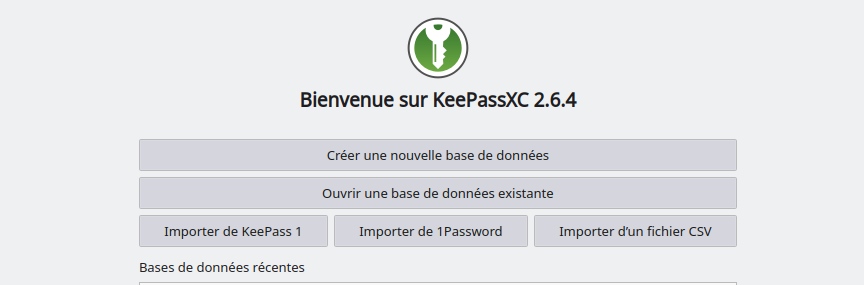 Bienvenue sur KeePassXC 2.6.4
Créer une nouvelle base de données
Ouvrir une base de données existante
Importer de KeePass 1
Importer de 1Password
Importer d’un fichier CSV
Bases de données récentes